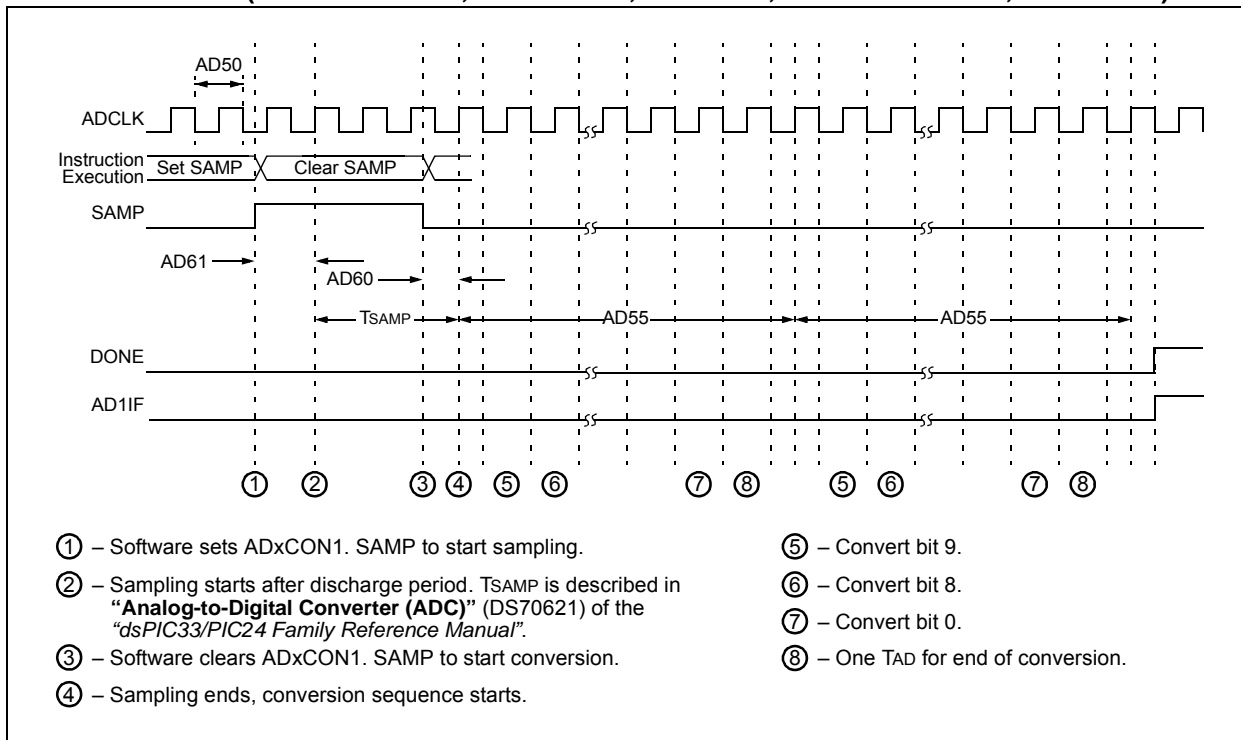 AD50
ADCLK
Instruction
Execution
Set SAMP
Clear SAMP
SAMP
AD61
AD60
TSAMP
AD55
AD55
DONE
AD1IF
① ② ③ ④ ⑤ ⑥ ⑦ ⑧ ⑤ ⑥ ⑦ ⑧
① – Software sets ADxCON1. SAMP to start sampling.
② – Sampling starts after discharge period. TSAMP is described in
“Analog-to-Digital Converter (ADC)” (DS70621) of the
“dsPIC33/PIC24 Family Reference Manual”.
③ – Software clears ADxCON1. SAMP to start conversion.
④ – Sampling ends, conversion sequence starts.
⑤ – Convert bit 9.
⑥ – Convert bit 8.
⑦ – Convert bit 0.
⑧ – One TAD for end of conversion.